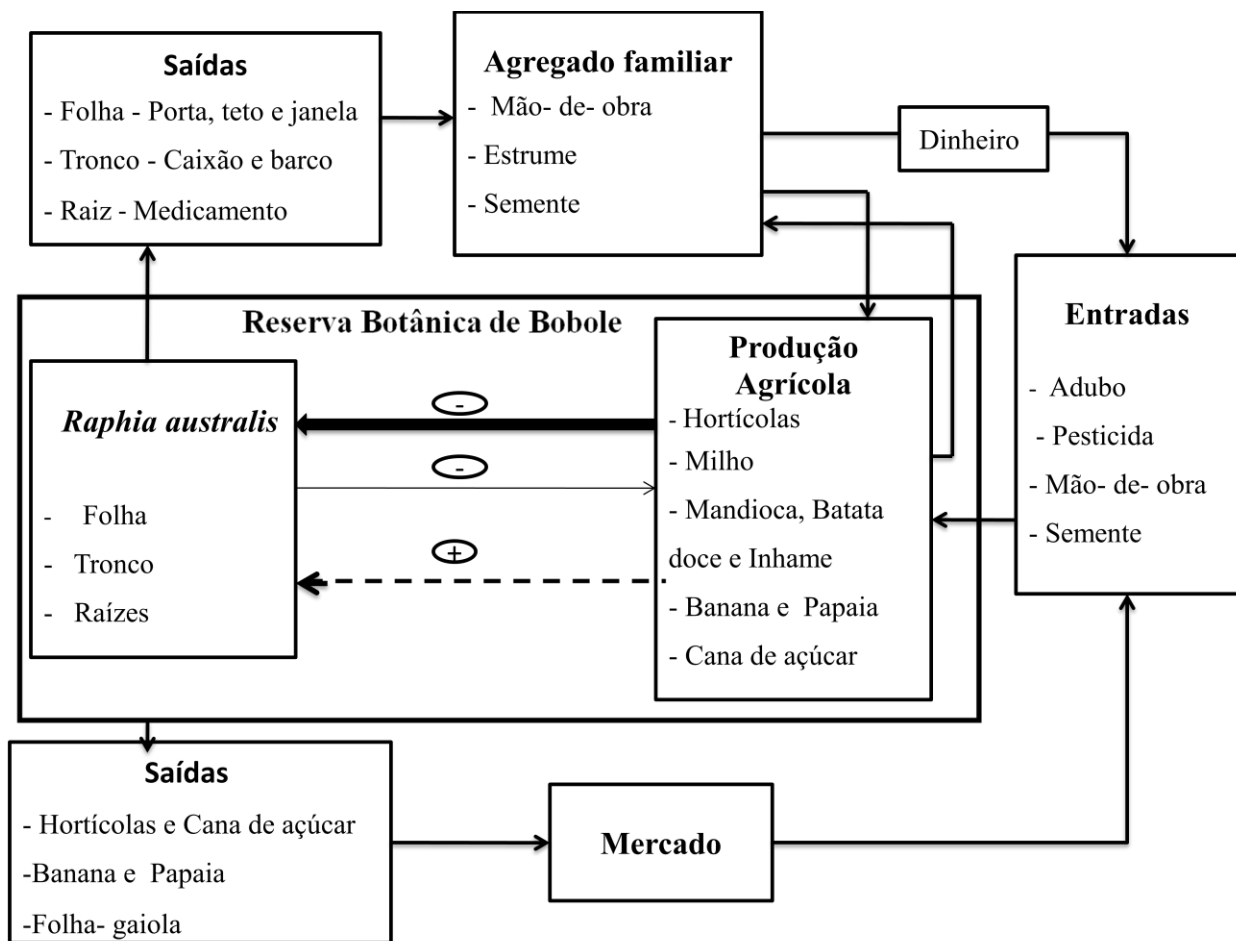 Saídas
- Folha - Porta, teto e janela
- Tronco - Caixão e barco
- Raiz - Medicamento
Agregado familiar
- Mão- de- obra
- Estrume
- Semente
Dinheiro
Entradas
- Adubo
- Pesticida
- Mão- de- obra
- Semente
Reserva Botânica de Bobole
Raphia australis
- Folha
- Tronco
- Raízes
-
-
+
Produção
Agrícola
- Hortícolas
- Milho
- Mandioca, Batata
doce e Inhame
- Banana e Papaia
- Cana de açúcar
Saídas
- Hortícolas e Cana de açúcar
-Banana e Papaia
-Folha- gaiola
Mercado